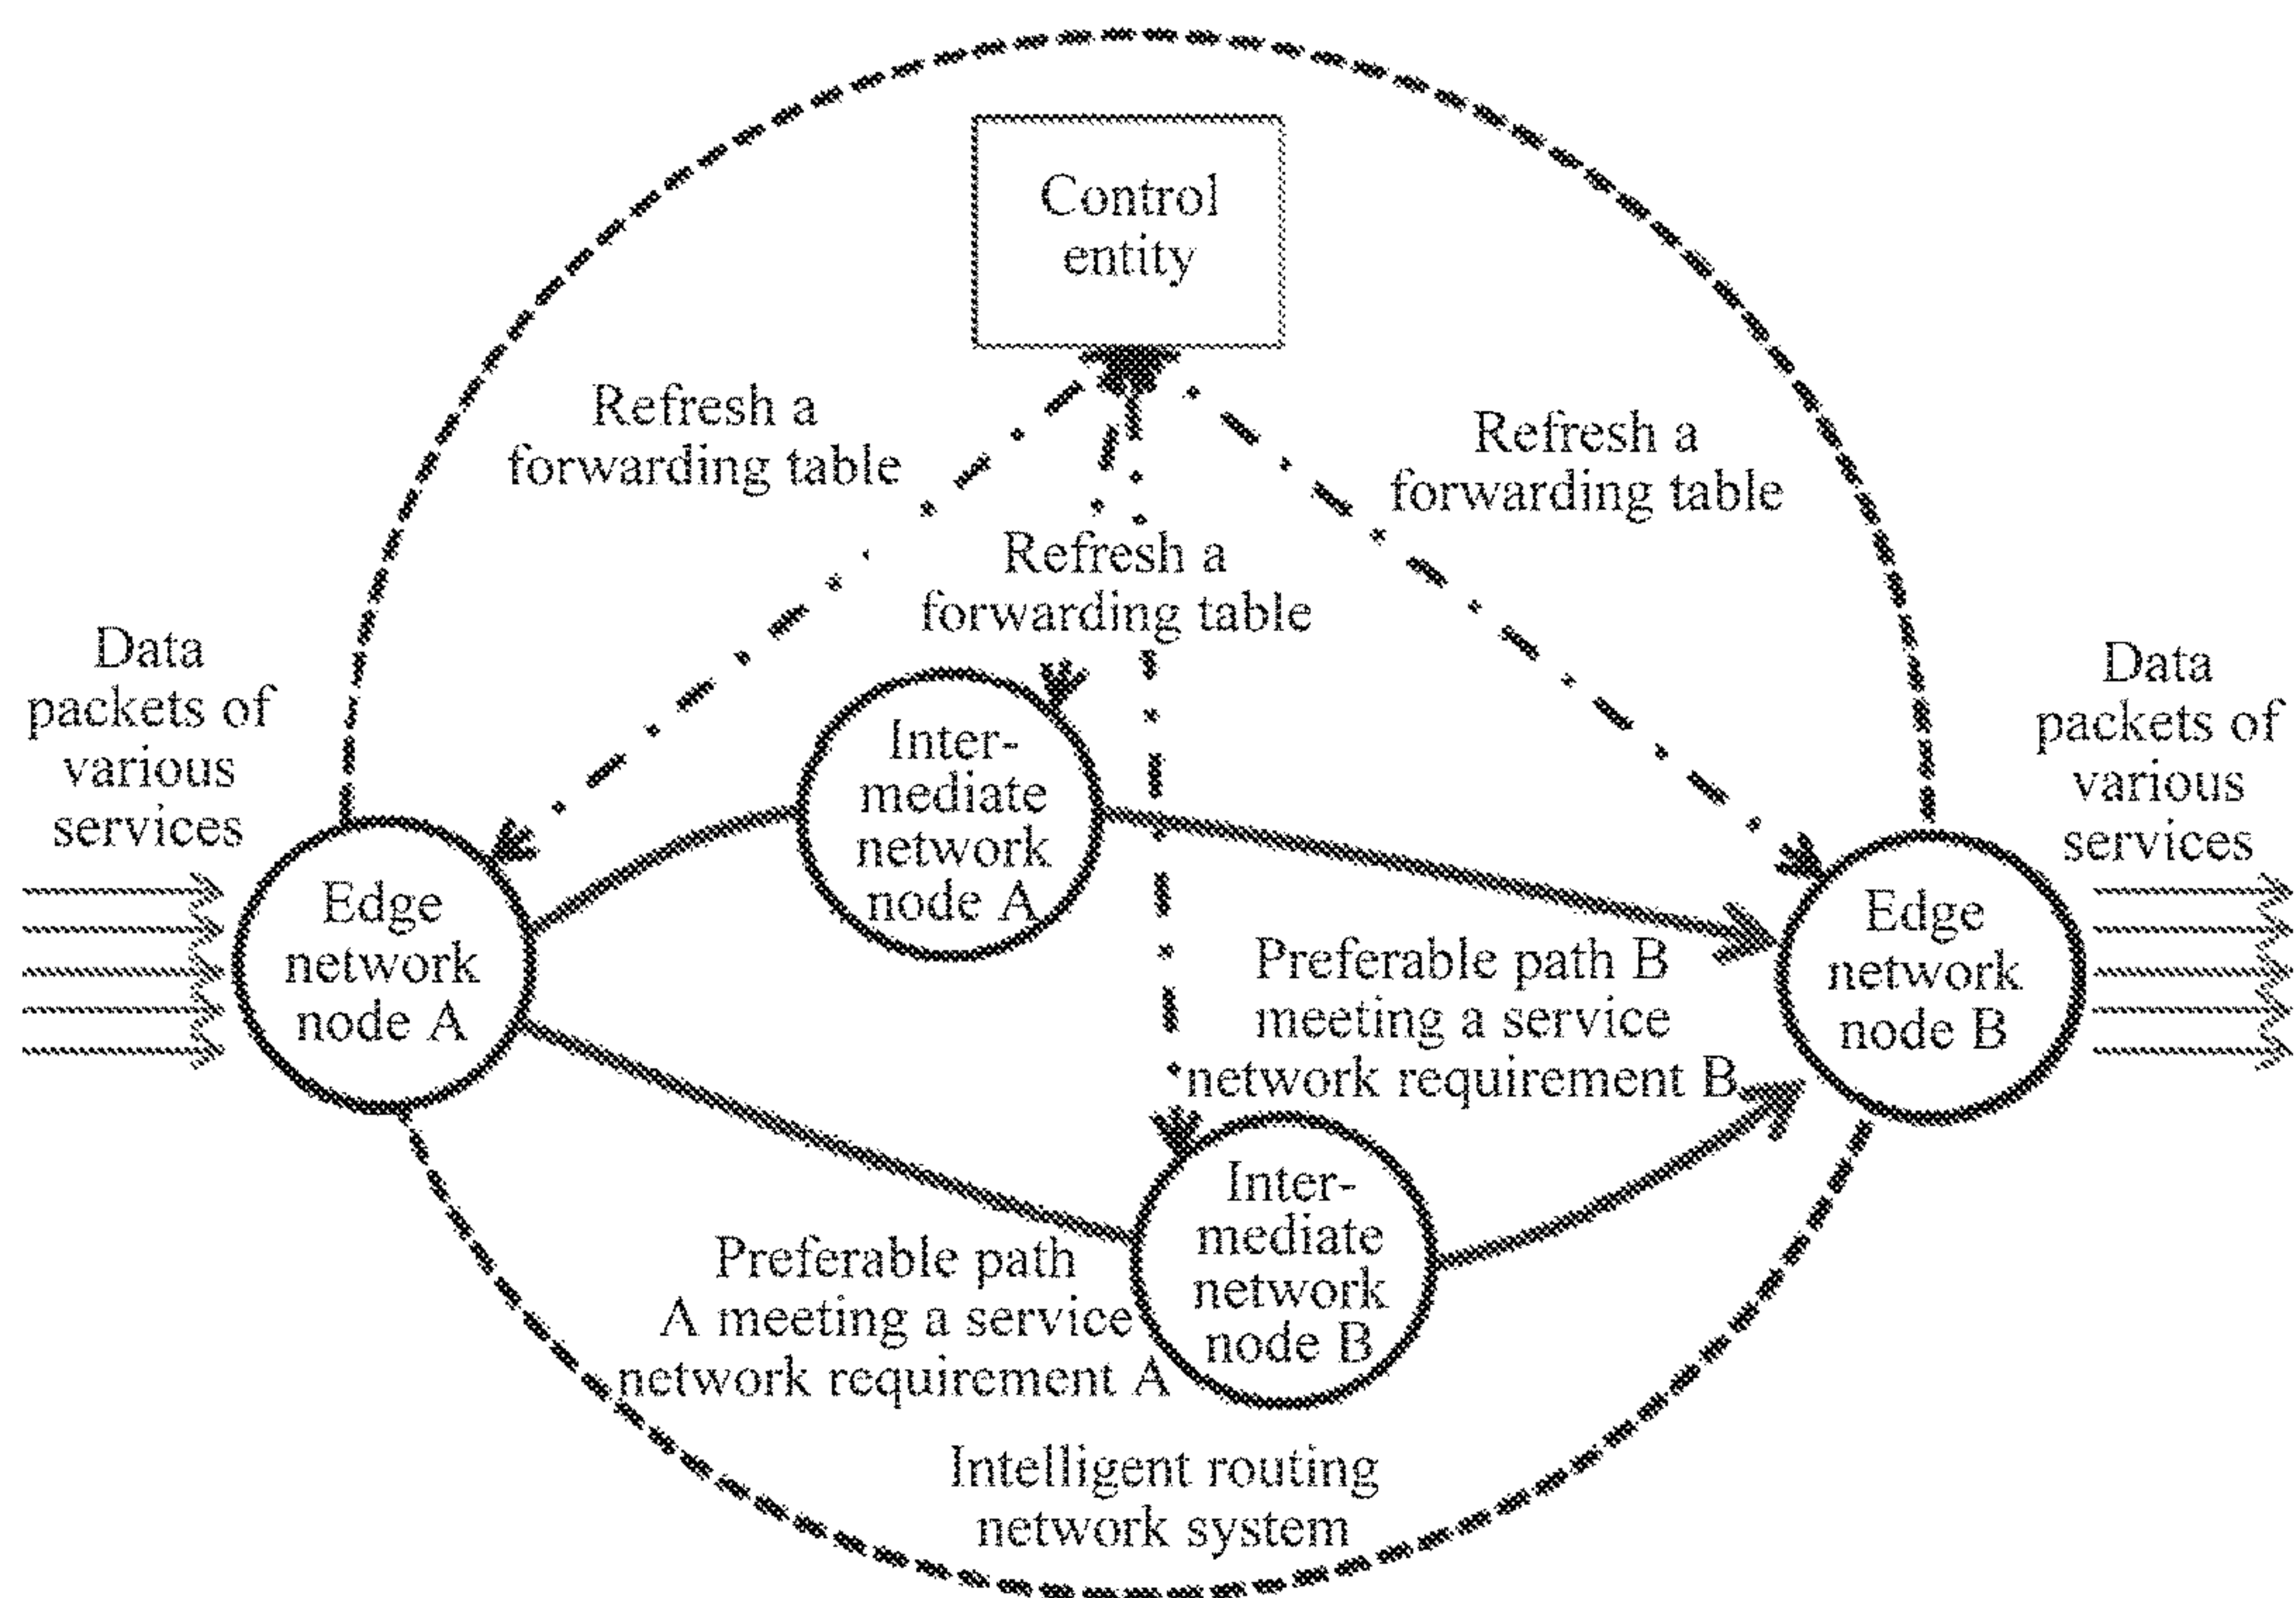 Control
entity
Refresh a
forwarding table
Refresh a
forwarding table
Refresh a
forwarding table
Data
packets of
various
services
Data
packets of
various
services
Inter-
mediate
network
node A
Edge
network
node A
Edge
network
node B
Preferable path B
meeting a service
network requirement B
Inter-
mediate
network
node B
Preferable path
A meeting a service
network requirement A
Intelligent routing
network system